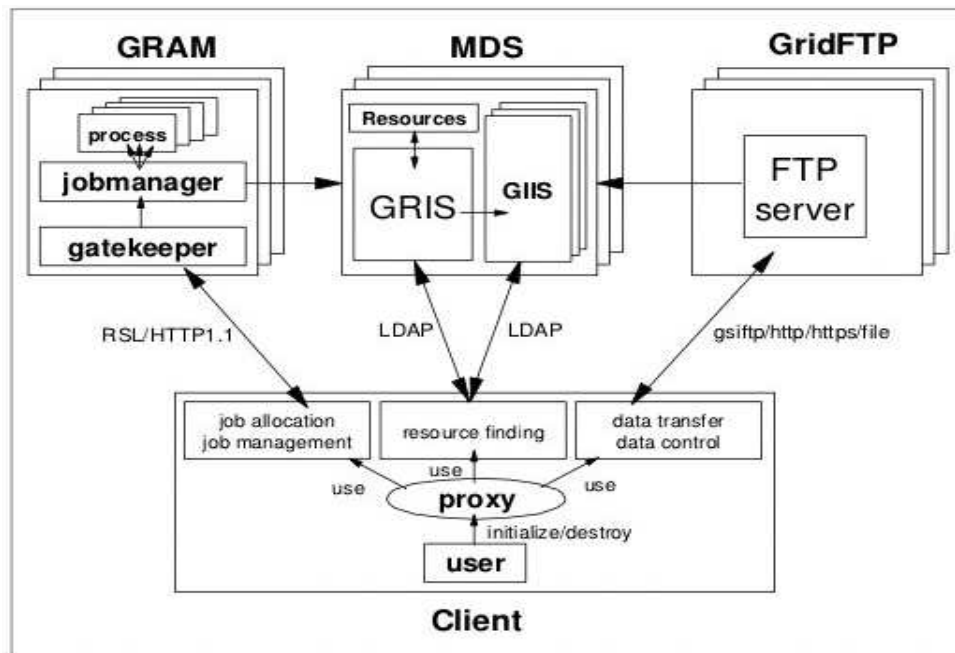 GRAM
MDS
GridFTP
process
jobmanager
gatekeeper
Resources
GRIS
GIIS
FTP
server
RSL/HTTP1.1
LDAP
LDAP
gsiftp/http/https/file
job allocation
job management
resource finding
data transfer
data control
use
use
use
proxy
initialize/destroy
user
Client